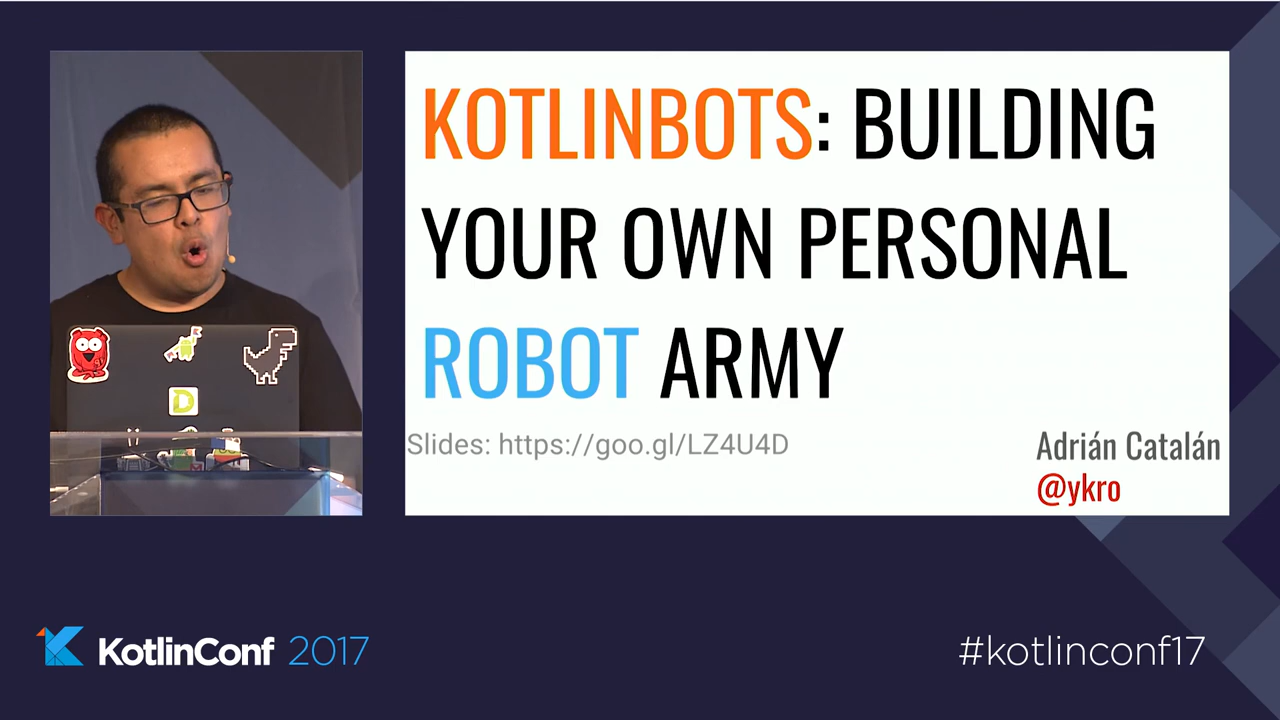 KOTLINBOTS: BUILDING
YOUR OWN PERSONAL
ROBOT ARMY
Slides: https://goo.gl/LZ4U4D
Adrián Catalán
@ykro
KotlinConf 2017
#kotlinconf17